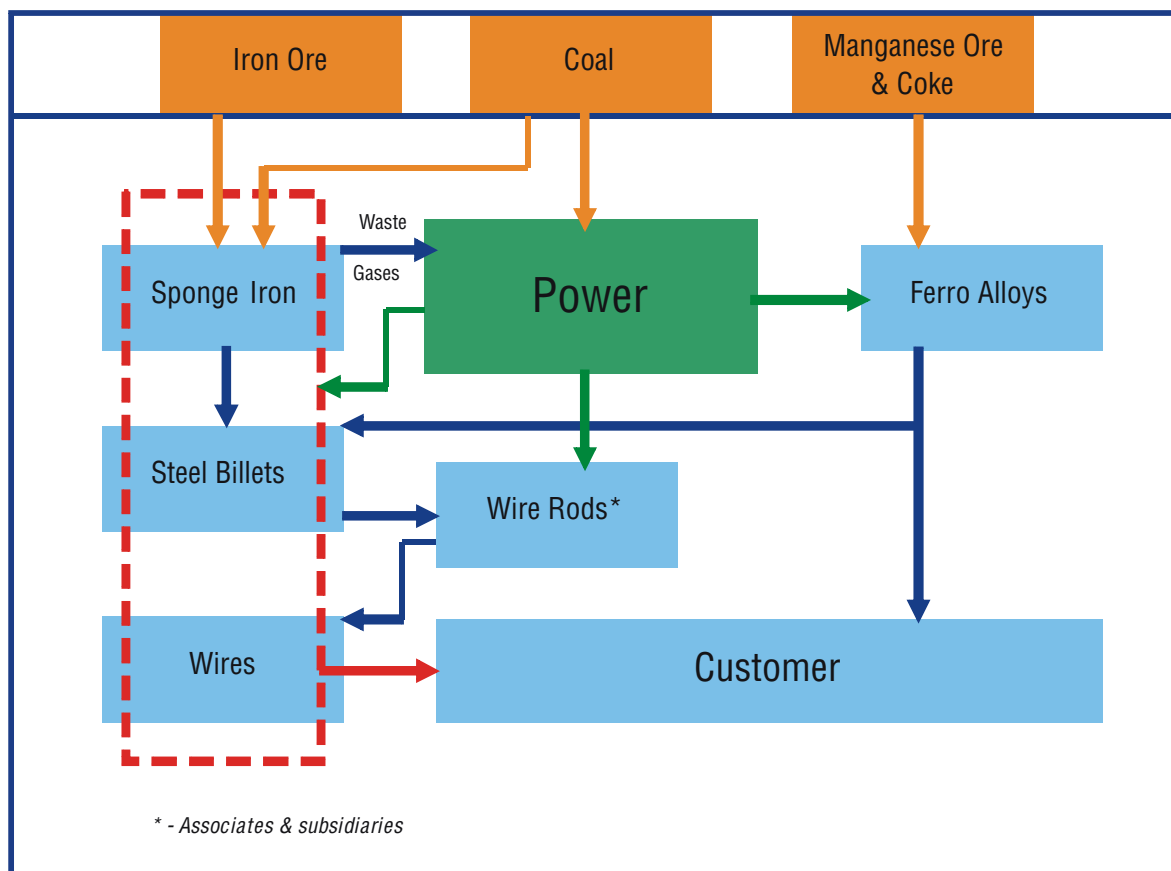 Iron Ore
Coal
Manganese Ore
& Coke
Waste
Gases
Sponge Iron
Power
Ferro Alloys
Steel Billets
Wire Rods*
Wires
Customer
* - Associates & subsidiaries